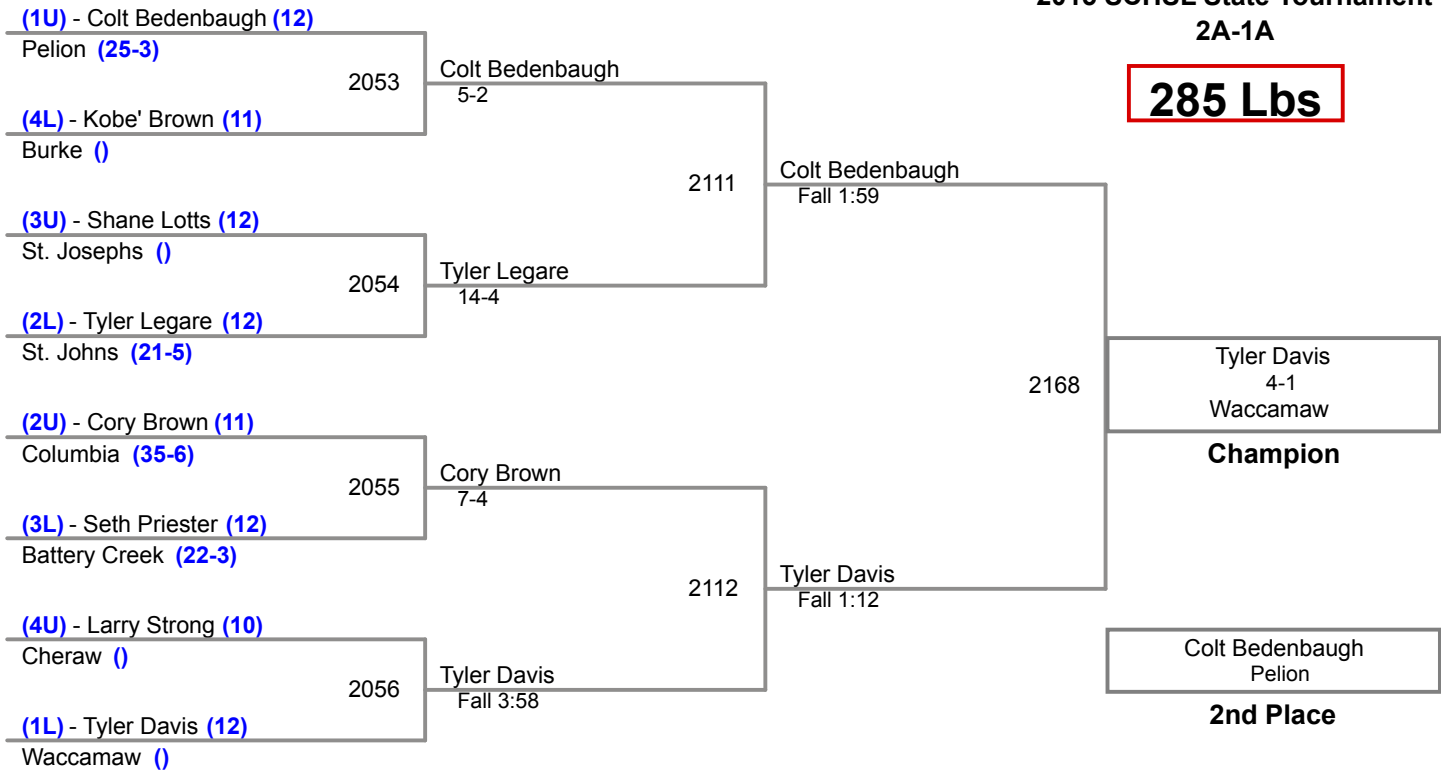 2A-1A
285 Lbs
(1U) - Colt Bedenbaugh (12)
Pelion (25-3)
2053
Colt Bedenbaugh
5-2
(4L) - Kobe' Brown (11)
Burke ()
2111
Colt Bedenbaugh
Fall 1:59
(3U) - Shane Lotts (12)
St. Josephs ()
2054
Tyler Legare
14-4
(2L) - Tyler Legare (12)
St. Johns (21-5)
2168
Tyler Davis
4-1
Waccamaw
Champion
(2U) - Cory Brown (11)
Columbia (35-6)
2055
Cory Brown
7-4
(3L) - Seth Priester (12)
Battery Creek (22-3)
2112
Tyler Davis
Fall 1:12
(4U) - Larry Strong (10)
Cheraw ()
2056
Tyler Davis
Fall 3:58
(1L) - Tyler Davis (12)
Waccamaw ()
Colt Bedenbaugh
Pelion
2nd Place